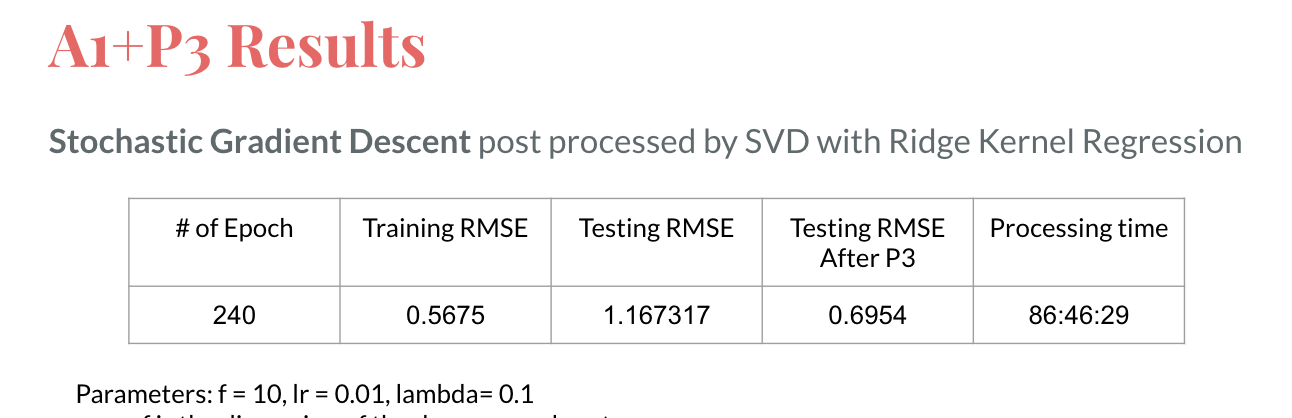 A1+P3 Results
Stochastic Gradient Descent post processed by SVD with Ridge Kernel Regression
# of Epoch Training RMSE Testing RMSE Testing RMSE After P3 Processing time
240 0.5675 1.167317 0.6954 86:46:29
Parameters: f = 10, lr = 0.01, lambda= 0.1